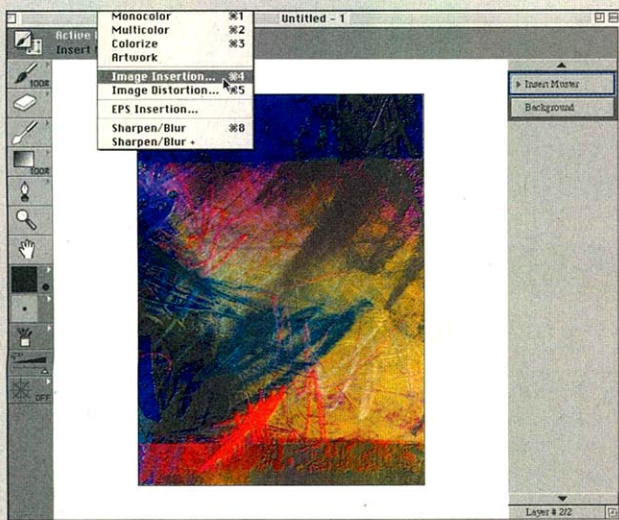 Untitled - 1
Monocolor ⌘1
Multicolor ⌘2
Colorize ⌘3
Artwork
Image Insertion... ⌘4
Image Distortion... ⌘5
EPS Insertion...
Sharpen/Blur ⌘8
Sharpen/Blur +
Active
Insert
100%
100%
OFF
Insert Muster
Background
Layer # 2/2